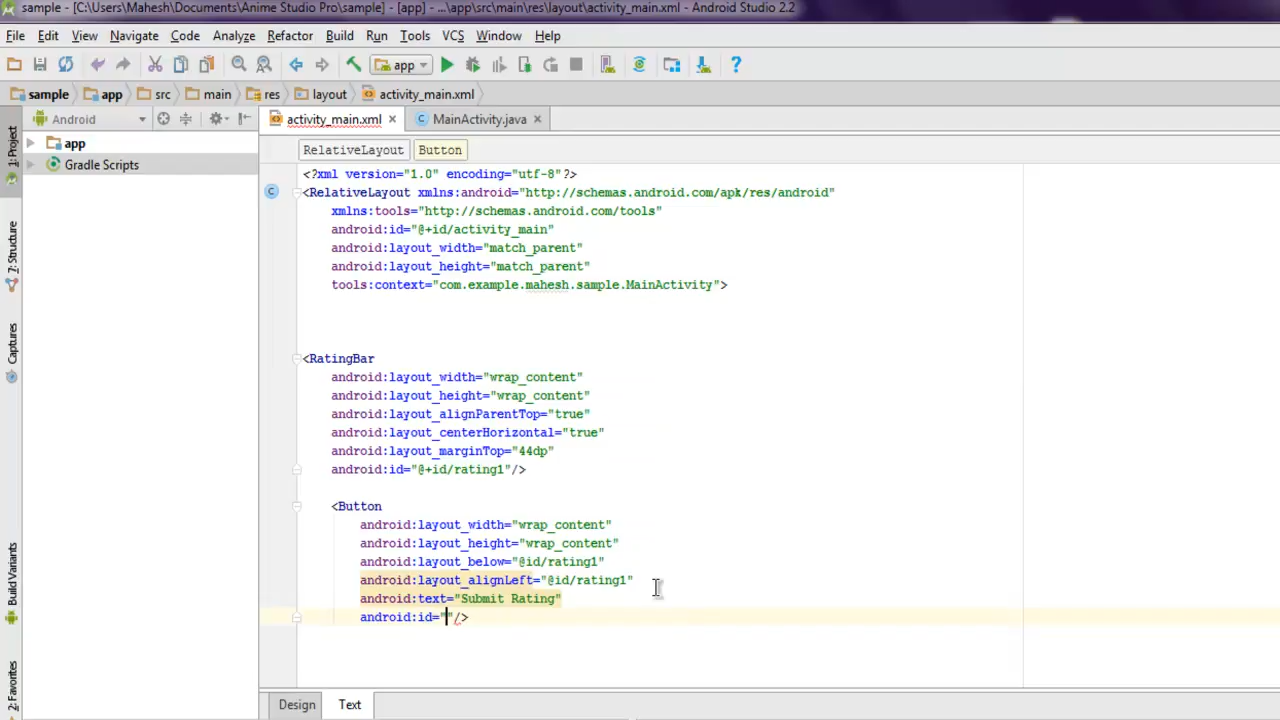 sample - [C:\Users\Mahesh\Documents\Anime Studio Pro\sample] - [app] - ...\app\src\main\res\layout\activity_main.xml - Android Studio 2.2
File Edit View Navigate Code Analyze Refactor Build Run Tools VCS Window Help
app
sample app src main res layout activity_main.xml
Android
activity_main.xml MainActivity.java
1: Project
7: Structure
Captures
Build Variants
Favorites
app
Gradle Scripts
RelativeLayout Button
<?xml version="1.0" encoding="utf-8"?>
<RelativeLayout xmlns:android="http://schemas.android.com/apk/res/android"
xmlns:tools="http://schemas.android.com/tools"
android:id="@+id/activity_main"
android:layout_width="match_parent"
android:layout_height="match_parent"
tools:context="com.example.mahesh.sample.MainActivity">
<RatingBar
android:layout_width="wrap_content"
android:layout_height="wrap_content"
android:layout_alignParentTop="true"
android:layout_centerHorizontal="true"
android:layout_marginTop="44dp"
android:id="@+id/rating1"/>
<Button
android:layout_width="wrap_content"
android:layout_height="wrap_content"
android:layout_below="@id/rating1"
android:layout_alignLeft="@id/rating1"
android:text="Submit Rating"
android:id=""/>
Design Text